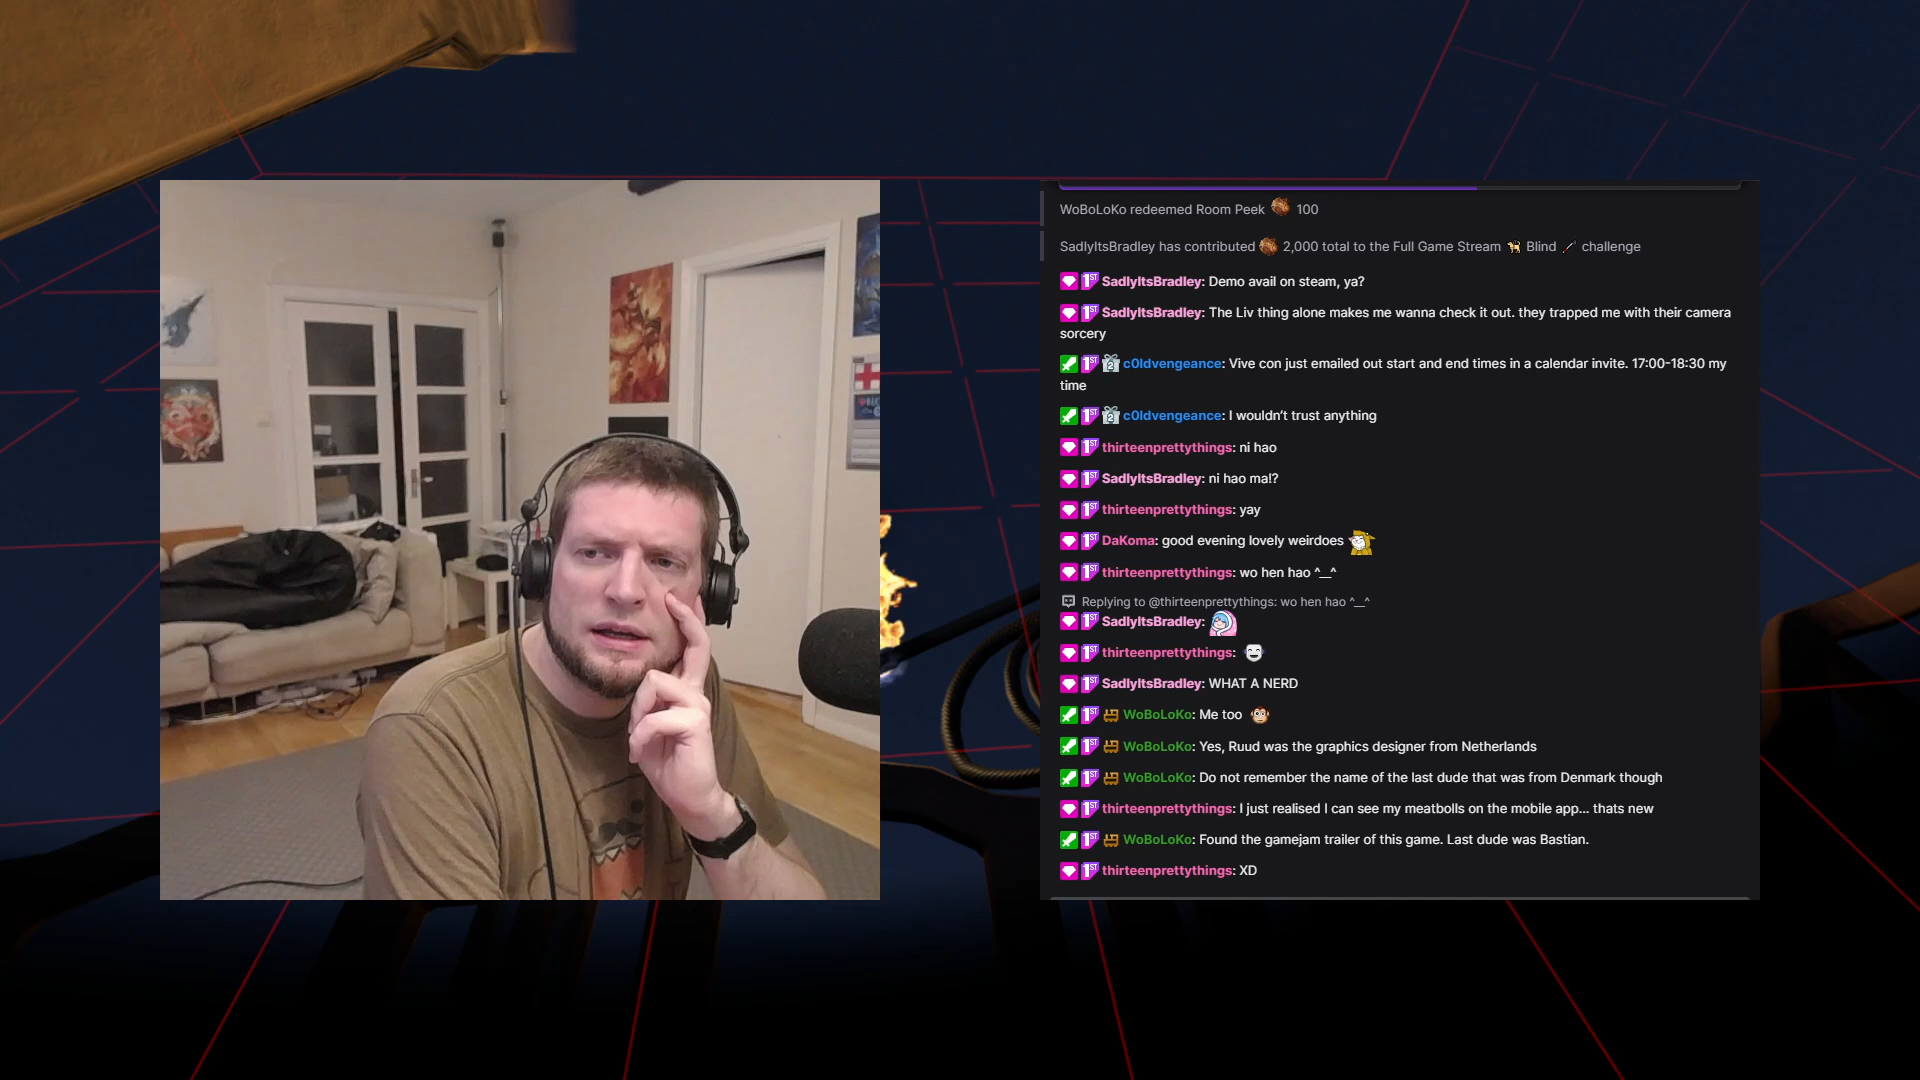 WoBoLoKo redeemed Room Peek 100
SadlyItsBradley has contributed 2,000 total to the Full Game Stream Blind challenge
SadlyItsBradley: Demo avail on steam, ya?
SadlyItsBradley: The Liv thing alone makes me wanna check it out. they trapped me with their camera
sorcery
c0ldvengeance: Vive con just emailed out start and end times in a calendar invite. 17:00-18:30 my
time
c0ldvengeance: I wouldn't trust anything
thirteenprettythings: ni hao
SadlyItsBradley: ni hao ma!?
thirteenprettythings: yay
DaKoma: good evening lovely weirdoes
thirteenprettythings: wo hen hao ^__^
Replying to @thirteenprettythings: wo hen hao ^__^
SadlyItsBradley:
thirteenprettythings:
SadlyItsBradley: WHAT A NERD
WoBoLoKo: Me too
WoBoLoKo: Yes, Ruud was the graphics designer from Netherlands
WoBoLoKo: Do not remember the name of the last dude that was from Denmark though
thirteenprettythings: I just realised I can see my meatbolls on the mobile app... thats new
WoBoLoKo: Found the gamejam trailer of this game. Last dude was Bastian.
thirteenprettythings: XD